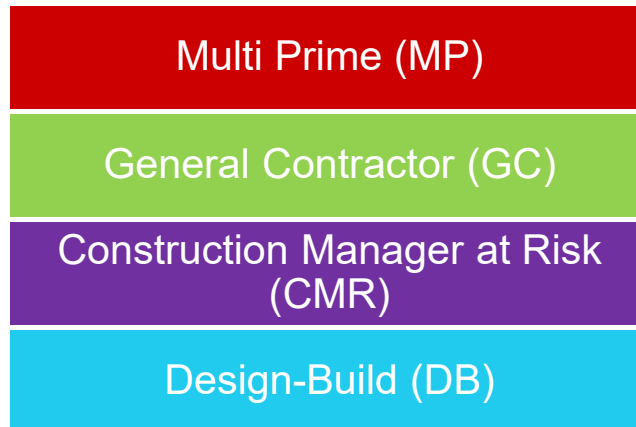 Multi Prime (MP)
General Contractor (GC)
Construction Manager at Risk
(CMR)
Design-Build (DB)